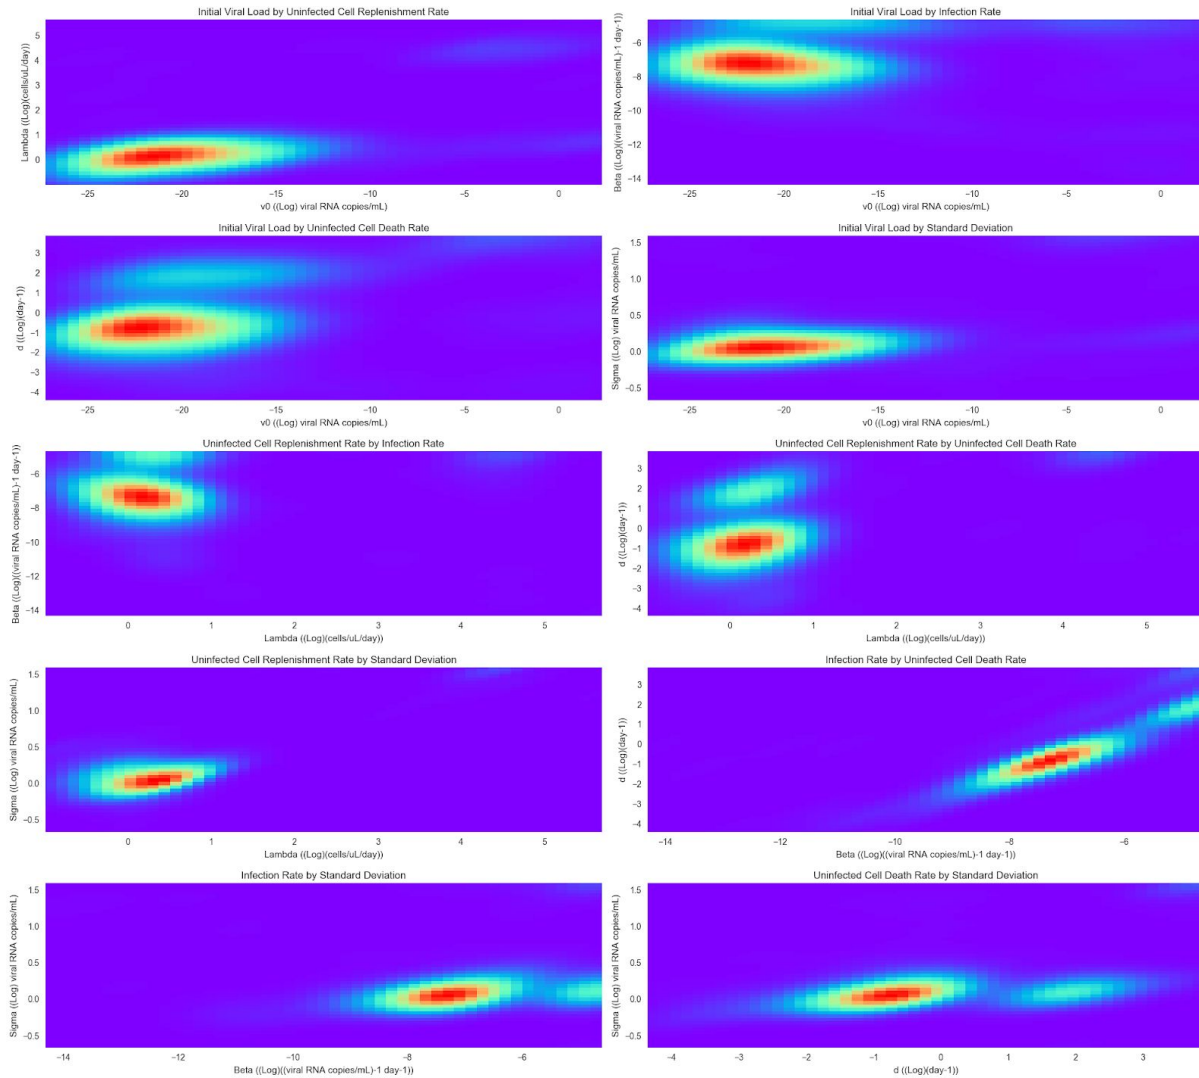 Initial Viral Load by Uninfected Cell Replenishment Rate
Lambda ((Log)(cells/uL/day))
5
4
3
2
1
0
−25 −20 −15 −10 −5 0
v0 ((Log) viral RNA copies/mL)
Initial Viral Load by Infection Rate
Beta ((Log)((viral RNA copies/mL)-1 day-1))
−6
−8
−10
−12
−14
−25 −20 −15 −10 −5 0
v0 ((Log) viral RNA copies/mL)
Initial Viral Load by Uninfected Cell Death Rate
d ((Log)(day-1))
3
2
1
0
−1
−2
−3
−4
−25 −20 −15 −10 −5 0
v0 ((Log) viral RNA copies/mL)
Initial Viral Load by Standard Deviation
Sigma ((Log) viral RNA copies/mL)
1.5
1.0
0.5
0.0
−0.5
−25 −20 −15 −10 −5 0
v0 ((Log) viral RNA copies/mL)
Uninfected Cell Replenishment Rate by Infection Rate
Beta ((Log)((viral RNA copies/mL)-1 day-1))
−6
−8
−10
−12
−14
0 1 2 3 4 5
Lambda ((Log)(cells/uL/day))
Uninfected Cell Replenishment Rate by Uninfected Cell Death Rate
d ((Log)(day-1))
3
2
1
0
−1
−2
−3
−4
0 1 2 3 4 5
Lambda ((Log)(cells/uL/day))
Uninfected Cell Replenishment Rate by Standard Deviation
Sigma ((Log) viral RNA copies/mL)
1.5
1.0
0.5
0.0
−0.5
0 1 2 3 4 5
Lambda ((Log)(cells/uL/day))
Infection Rate by Uninfected Cell Death Rate
d ((Log)(day-1))
3
2
1
0
−1
−2
−3
−4
−14 −12 −10 −8 −6
Beta ((Log)((viral RNA copies/mL)-1 day-1))
Infection Rate by Standard Deviation
Sigma ((Log) viral RNA copies/mL)
1.5
1.0
0.5
0.0
−0.5
−14 −12 −10 −8 −6
Beta ((Log)((viral RNA copies/mL)-1 day-1))
Uninfected Cell Death Rate by Standard Deviation
Sigma ((Log) viral RNA copies/mL)
1.5
1.0
0.5
0.0
−0.5
−4 −3 −2 −1 0 1 2 3
d ((Log)(day-1))